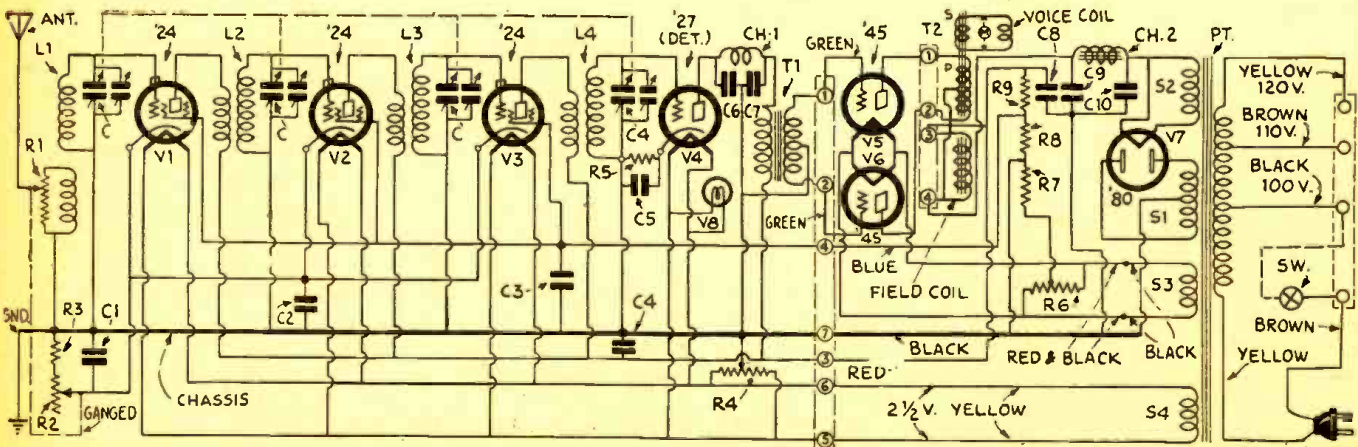 ANT.
L1
'24
L2
'24
L3
'24
L4
'27
(DET.)
CH·1
T1
GREEN
'45
T2
S
P
VOICE COIL
C8
CH.2
PT.
C
C
C
C4
C6
C7
R9
C9
C10
S2
YELLOW
120V.
BROWN
110V.
BLACK
100V.
R1
V1
V2
V3
V4
R5
C5
V8
V5
V6
R8
R7
V7
'80
S1
1
2
1
2
3
4
GREEN
45
4
BLUE
FIELD COIL
C3
R6
S3
SW.
GND.
R3
C1
C2
C4
7
BLACK
3
RED
RED & BLACK
BLACK
BROWN
YELLOW
R2
GANGED
CHASSIS
R4
6
2½ V. YELLOW
S4
5